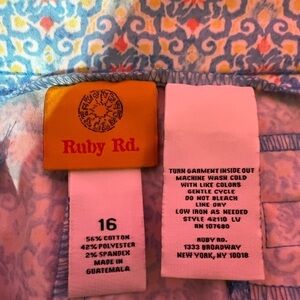 Ruby Rd.
16
56% COTTON
42% POLYESTER
2% SPANDEX
MADE IN
GUATEMALA
TURN GARMENT INSIDE OUT
MACHINE WASH COLD
WITH LIKE COLORS
GENTLE CYCLE
DO NOT BLEACH
LINE DRY
LOW IRON AS NEEDED
STYLE 4211D LV
RN 107680
RUBY RD.
1333 BROADWAY
NEW YORK, NY 10018